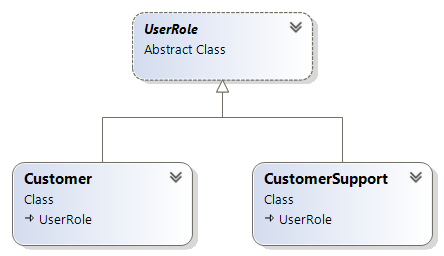 UserRole
Abstract Class
Customer
Class
UserRole
CustomerSupport
Class
UserRole